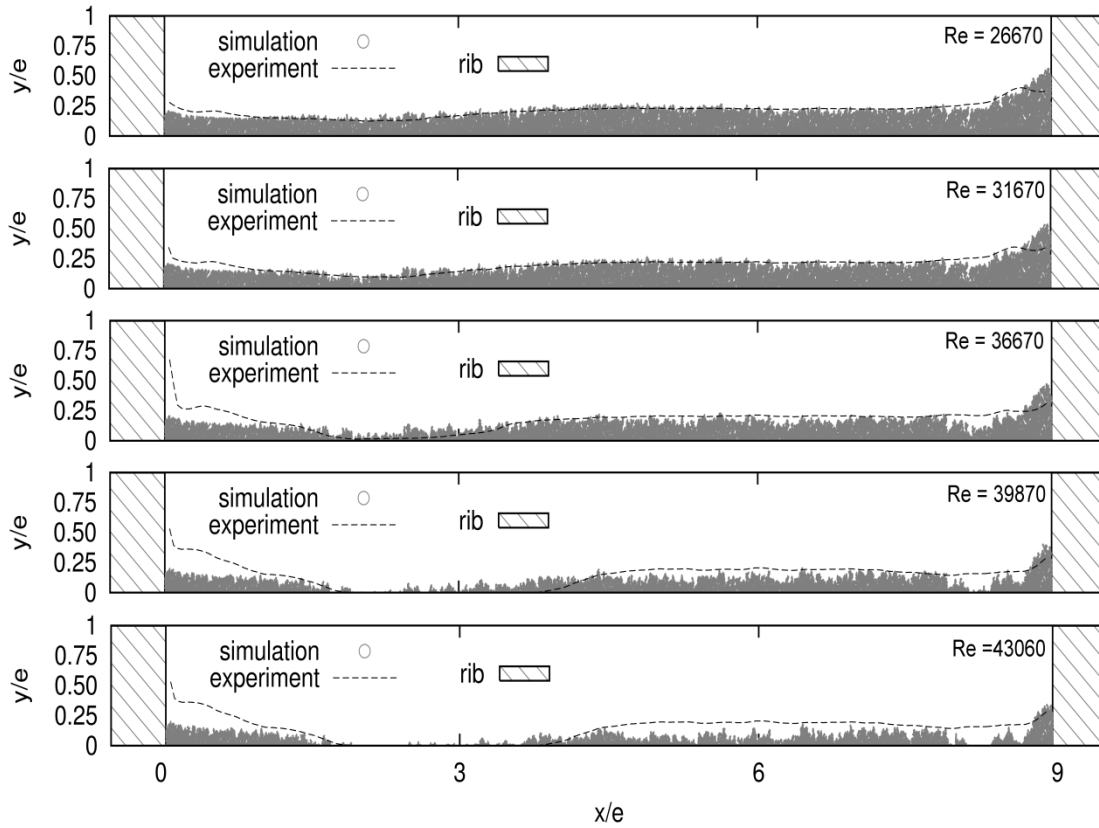 1
0.75
0.50
0.25
0
y/e
simulation
experiment
rib
Re = 26670
1
0.75
0.50
0.25
0
y/e
simulation
experiment
rib
Re = 31670
1
0.75
0.50
0.25
0
y/e
simulation
experiment
rib
Re = 36670
1
0.75
0.50
0.25
0
y/e
simulation
experiment
rib
Re = 39870
1
0.75
0.50
0.25
0
y/e
simulation
experiment
rib
Re =43060
0 3 6 9
x/e